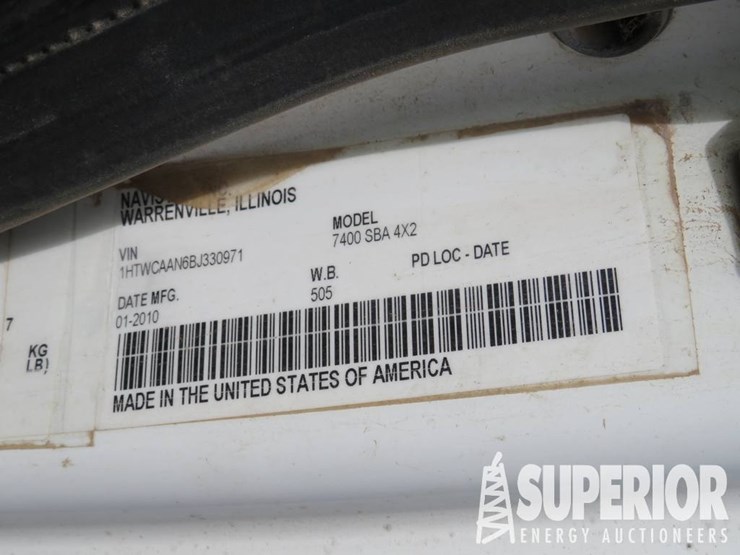 WARRENVILLE, ILLINOIS
VIN
1HTWCAAN6BJ330971
MODEL
7400 SBA 4X2
DATE MFG.
01-2010
W.B.
505
PD LOC - DATE
MADE IN THE UNITED STATES OF AMERICA
7
KG
LB)
SUPERIOR
ENERGY AUCTIONEERS